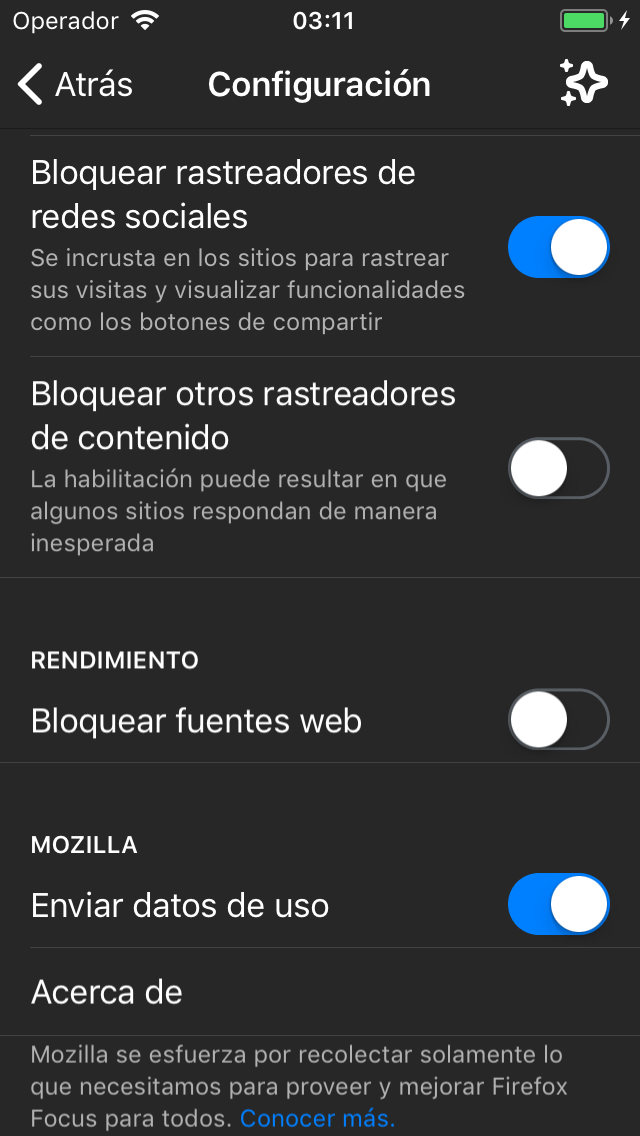 Operador
03:11
Atrás
Configuración
Bloquear rastreadores de
redes sociales
Se incrusta en los sitios para rastrear
sus visitas y visualizar funcionalidades
como los botones de compartir
Bloquear otros rastreadores
de contenido
La habilitación puede resultar en que
algunos sitios respondan de manera
inesperada
RENDIMIENTO
Bloquear fuentes web
MOZILLA
Enviar datos de uso
Acerca de
Mozilla se esfuerza por recolectar solamente lo
que necesitamos para proveer y mejorar Firefox
Focus para todos. Conocer más.